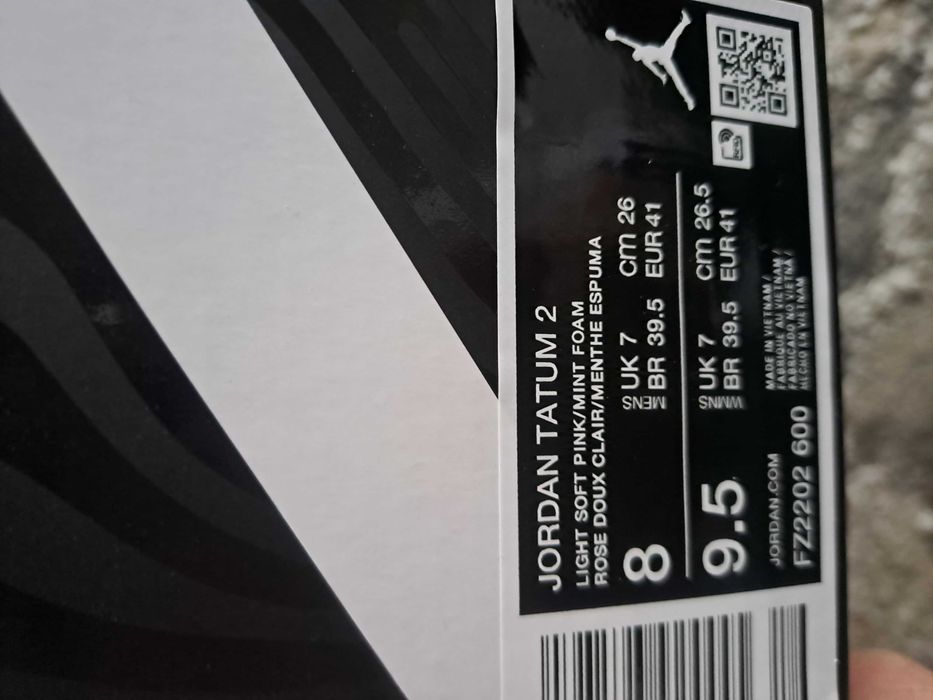 JORDAN TATUM 2
LIGHT SOFT PINK/MINT FOAM
ROSE DOUX CLAIR/MENTHE ESPUMA
8 MENS UK 7 cm 26
BR 39.5 EUR 41
9.5 WMNS UK 7 cm 26.5
BR 39.5 EUR 41
JORDAN.COM
FZ2202 600
MADE IN VIETNAM /
FABRIQUE AU VIETNAM /
FABRICADO NO VIETNA /
HECHO EN VIETNAM